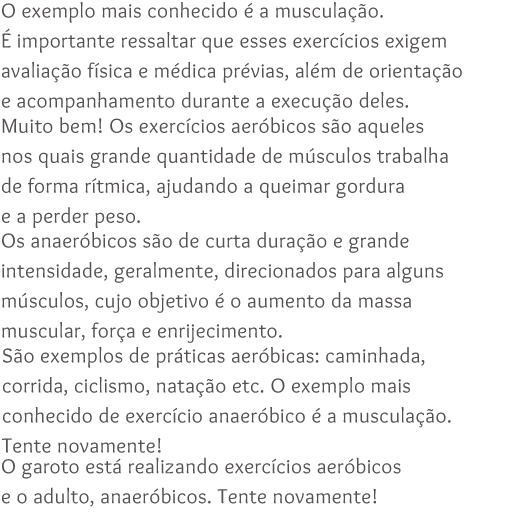 O exemplo mais conhecido é a musculação.
É importante ressaltar que esses exercícios exigem
avaliação física e médica prévias, além de orientação
e acompanhamento durante a execução deles.
Muito bem! Os exercícios aeróbicos são aqueles
nos quais grande quantidade de músculos trabalha
de forma rítmica, ajudando a queimar gordura
e a perder peso.
Os anaeróbicos são de curta duração e grande
intensidade, geralmente, direcionados para alguns
músculos, cujo objetivo é o aumento da massa
muscular, força e enrijecimento.
São exemplos de práticas aeróbicas: caminhada,
corrida, ciclismo, natação etc. O exemplo mais
conhecido de exercício anaeróbico é a musculação.
Tente novamente!
O garoto está realizando exercícios aeróbicos
e o adulto, anaeróbicos. Tente novamente!